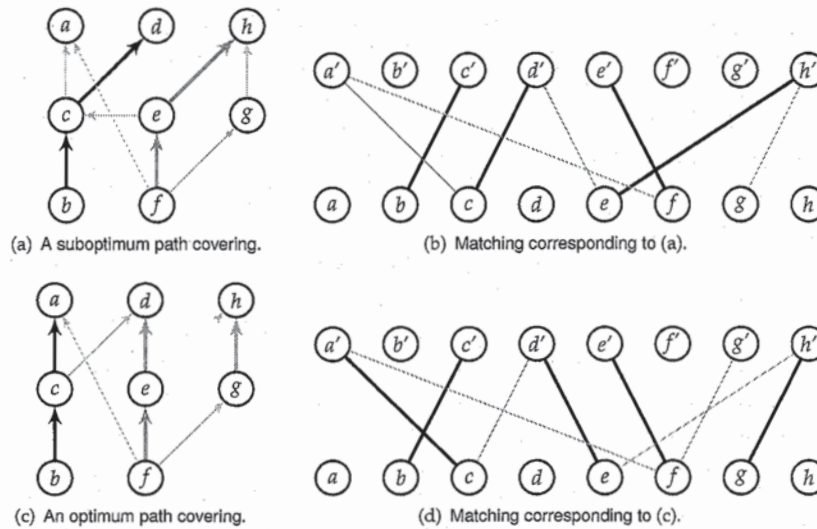 a d h
c e g
b f
(a) A suboptimum path covering.
a' b' c' d' e' f' g' h'
a b c d e f g h
(b) Matching corresponding to (a).
a d h
c e g
b f
(c) An optimum path covering.
a' b' c' d' e' f' g' h'
a b c d e f g h
(d) Matching corresponding to (c).